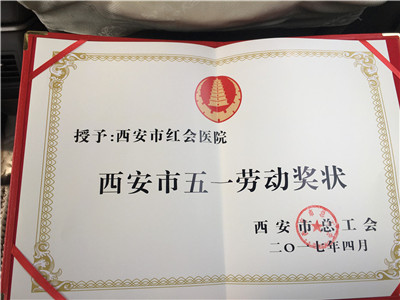 授予:西安市红会医院
西安市五一劳动奖状
西安市总工会
二〇一七年四月